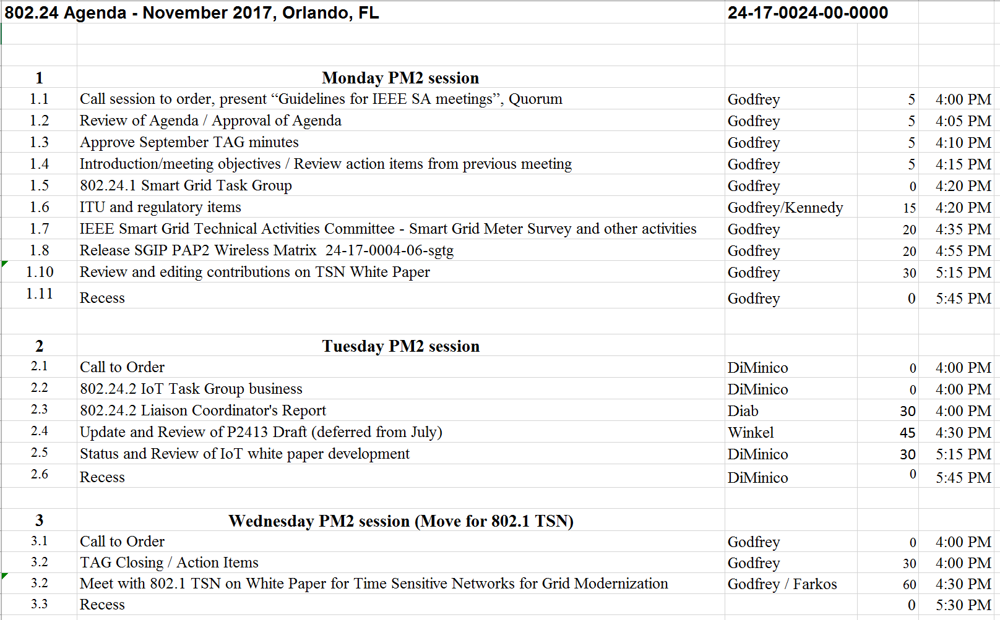 802.24 Agenda - November 2017, Orlando, FL 24-17-0024-00-0000
1 Monday PM2 session
1.1 Call session to order, present “Guidelines for IEEE SA meetings”, Quorum Godfrey 5 4:00 PM
1.2 Review of Agenda / Approval of Agenda Godfrey 5 4:05 PM
1.3 Approve September TAG minutes Godfrey 5 4:10 PM
1.4 Introduction/meeting objectives / Review action items from previous meeting Godfrey 5 4:15 PM
1.5 802.24.1 Smart Grid Task Group Godfrey 0 4:20 PM
1.6 ITU and regulatory items Godfrey/Kennedy 15 4:20 PM
1.7 IEEE Smart Grid Technical Activities Committee - Smart Grid Meter Survey and other activities Godfrey 20 4:35 PM
1.8 Release SGIP PAP2 Wireless Matrix  24-17-0004-06-sgtg Godfrey 20 4:55 PM
1.10 Review and editing contributions on TSN White Paper Godfrey 30 5:15 PM
1.11 Recess Godfrey 0 5:45 PM
2 Tuesday PM2 session
2.1 Call to Order DiMinico 0 4:00 PM
2.2 802.24.2 IoT Task Group business DiMinico 0 4:00 PM
2.3 802.24.2 Liaison Coordinator's Report Diab 30 4:00 PM
2.4 Update and Review of P2413 Draft (deferred from July) Winkel 45 4:30 PM
2.5 Status and Review of IoT white paper development DiMinico 30 5:15 PM
2.6 Recess DiMinico 0 5:45 PM
3 Wednesday PM2 session (Move for 802.1 TSN)
3.1 Call to Order Godfrey 0 4:00 PM
3.2 TAG Closing / Action Items Godfrey 30 4:00 PM
3.2 Meet with 802.1 TSN on White Paper for Time Sensitive Networks for Grid Modernization Godfrey / Farkos 60 4:30 PM
3.3 Recess 0 5:30 PM